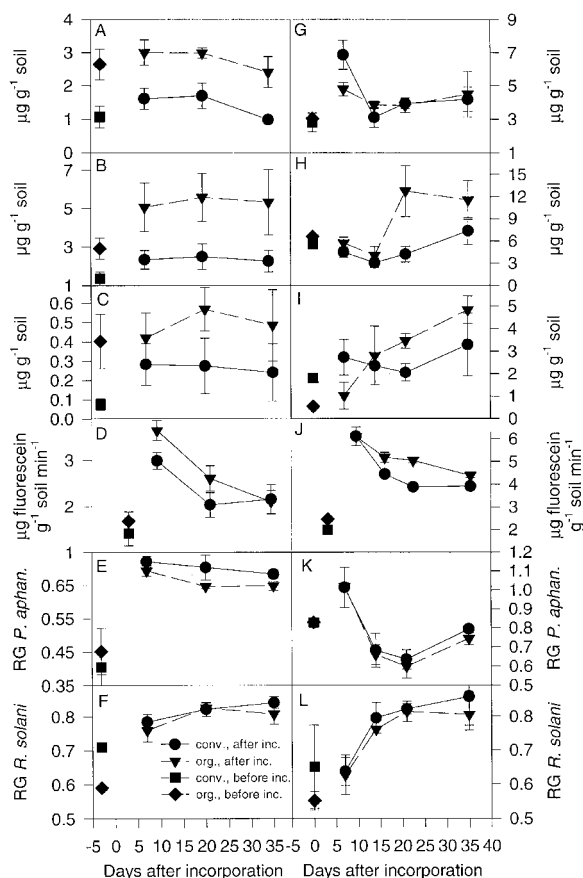 A
4
3
2
1
µg g⁻¹ soil
G
9
7
5
3
1
µg g⁻¹ soil
B
7
5
3
1
µg g⁻¹ soil
H
15
12
9
6
3
µg g⁻¹ soil
C
0.6
0.5
0.4
0.3
0.2
0.1
0.0
µg g⁻¹ soil
I
5
4
3
2
1
0
µg g⁻¹ soil
D
3
2
µg fluorescein
g⁻¹ soil min⁻¹
J
6
5
4
3
2
µg fluorescein
g⁻¹ soil min⁻¹
E
1
0.65
0.55
0.45
0.35
RG P. aphan.
K
1.2
1.1
1.0
0.9
0.8
0.7
0.6
0.5
RG P. aphan.
F
0.8
0.7
0.6
0.5
RG R. solani
conv., after inc.
org., after inc.
conv., before inc.
org., before inc.
L
0.8
0.7
0.6
0.5
RG R. solani
-5 0 5 10 15 20 25 30 35
Days after incorporation
-5 0 5 10 15 20 25 30 35 40
Days after incorporation